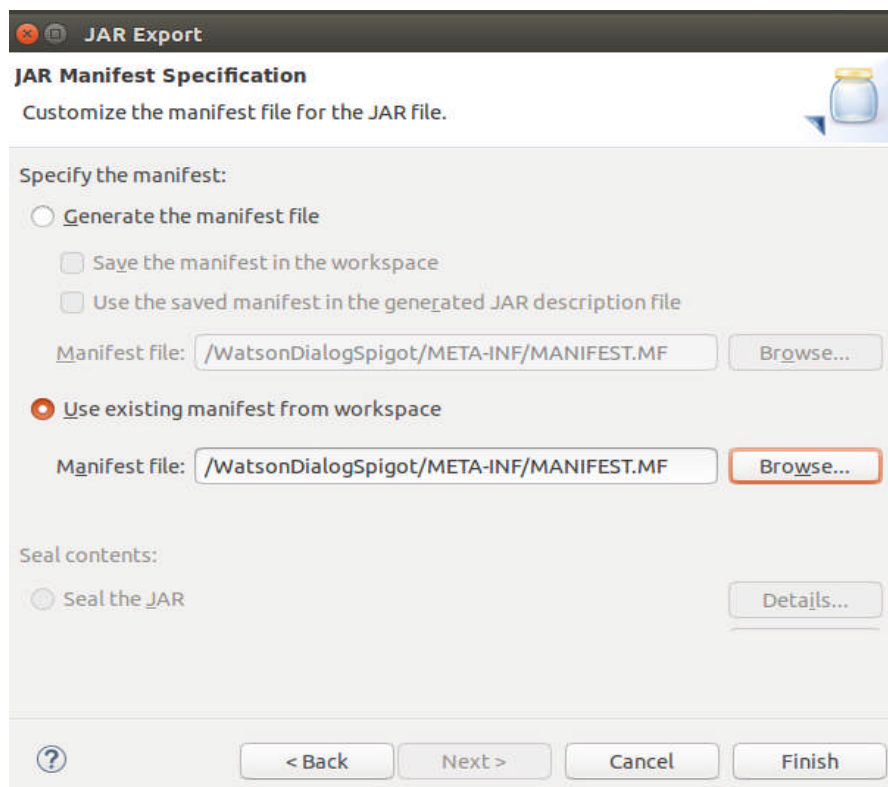 JAR Export
JAR Manifest Specification
Customize the manifest file for the JAR file.
Specify the manifest:
Generate the manifest file
Save the manifest in the workspace
Use the saved manifest in the generated JAR description file
Manifest file: /WatsonDialogSpigot/META-INF/MANIFEST.MF Browse...
Use existing manifest from workspace
Manifest file: /WatsonDialogSpigot/META-INF/MANIFEST.MF Browse...
Seal contents:
Seal the JAR Details...
? < Back Next > Cancel Finish